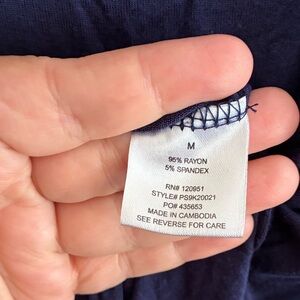 M
95% RAYON
5% SPANDEX
RN# 120951
STYLE# PS9K20021
PO# 435653
MADE IN CAMBODIA
SEE REVERSE FOR CARE